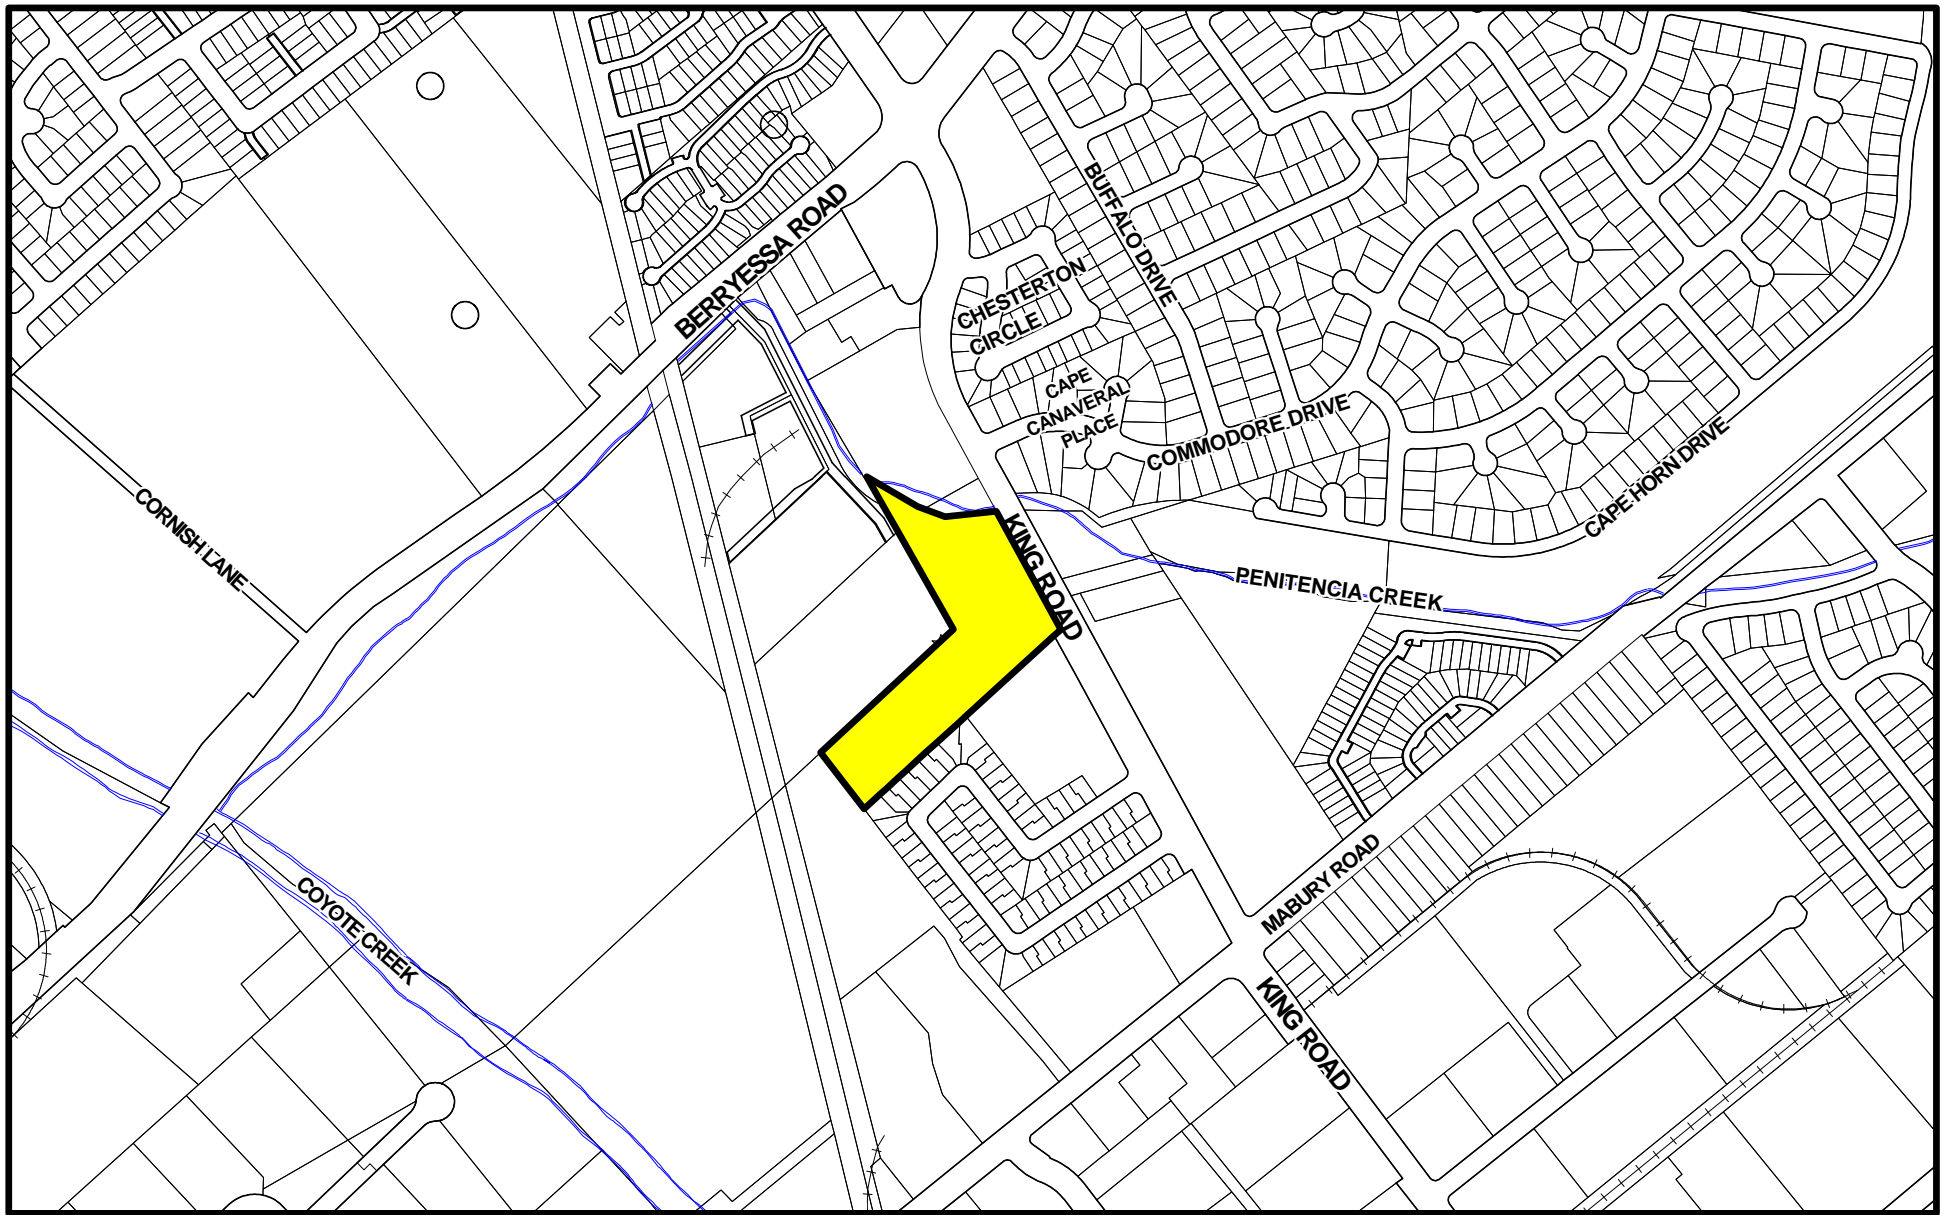 BERRYESSA ROAD
BUFFALO DRIVE
CHESTERTON
CIRCLE
CAPE
CANAVERAL
PLACE
COMMODORE DRIVE
CAPE HORN DRIVE
CORNISH LANE
KING ROAD
PENITENCIA CREEK
MABURY ROAD
COYOTE CREEK
KING ROAD